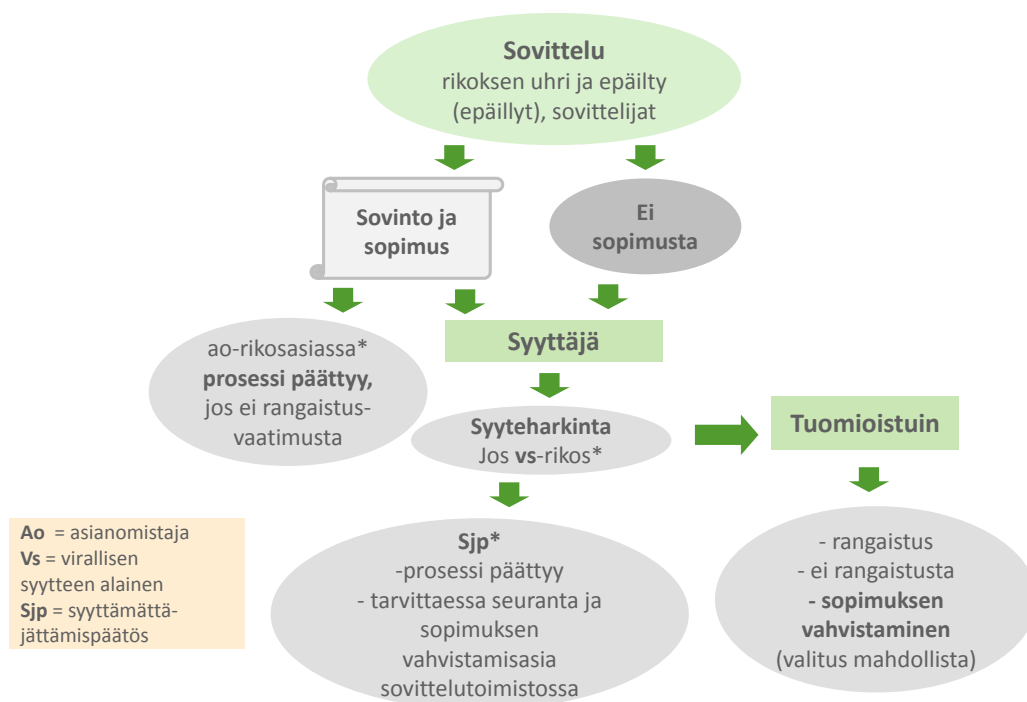 Sovittelu
rikoksen uhri ja epäilty
(epäillyt), sovittelijat
Sovinto ja
sopimus
Ei
sopimusta
ao-rikosasiassa*
prosessi päättyy,
jos ei rangaistus-
vaatimusta
Syyttäjä
Syyteharkinta
Jos vs-rikos*
Tuomioistuin
Ao = asianomistaja
Vs = virallisen
syytteen alainen
Sjp = syyttämättä-
jättämispäätös
Sjp*
-prosessi päättyy
- tarvittaessa seuranta ja
sopimuksen
vahvistamisasia
sovittelutoimistossa
- rangaistus
- ei rangaistusta
- sopimuksen
vahvistaminen
(valitus mahdollista)